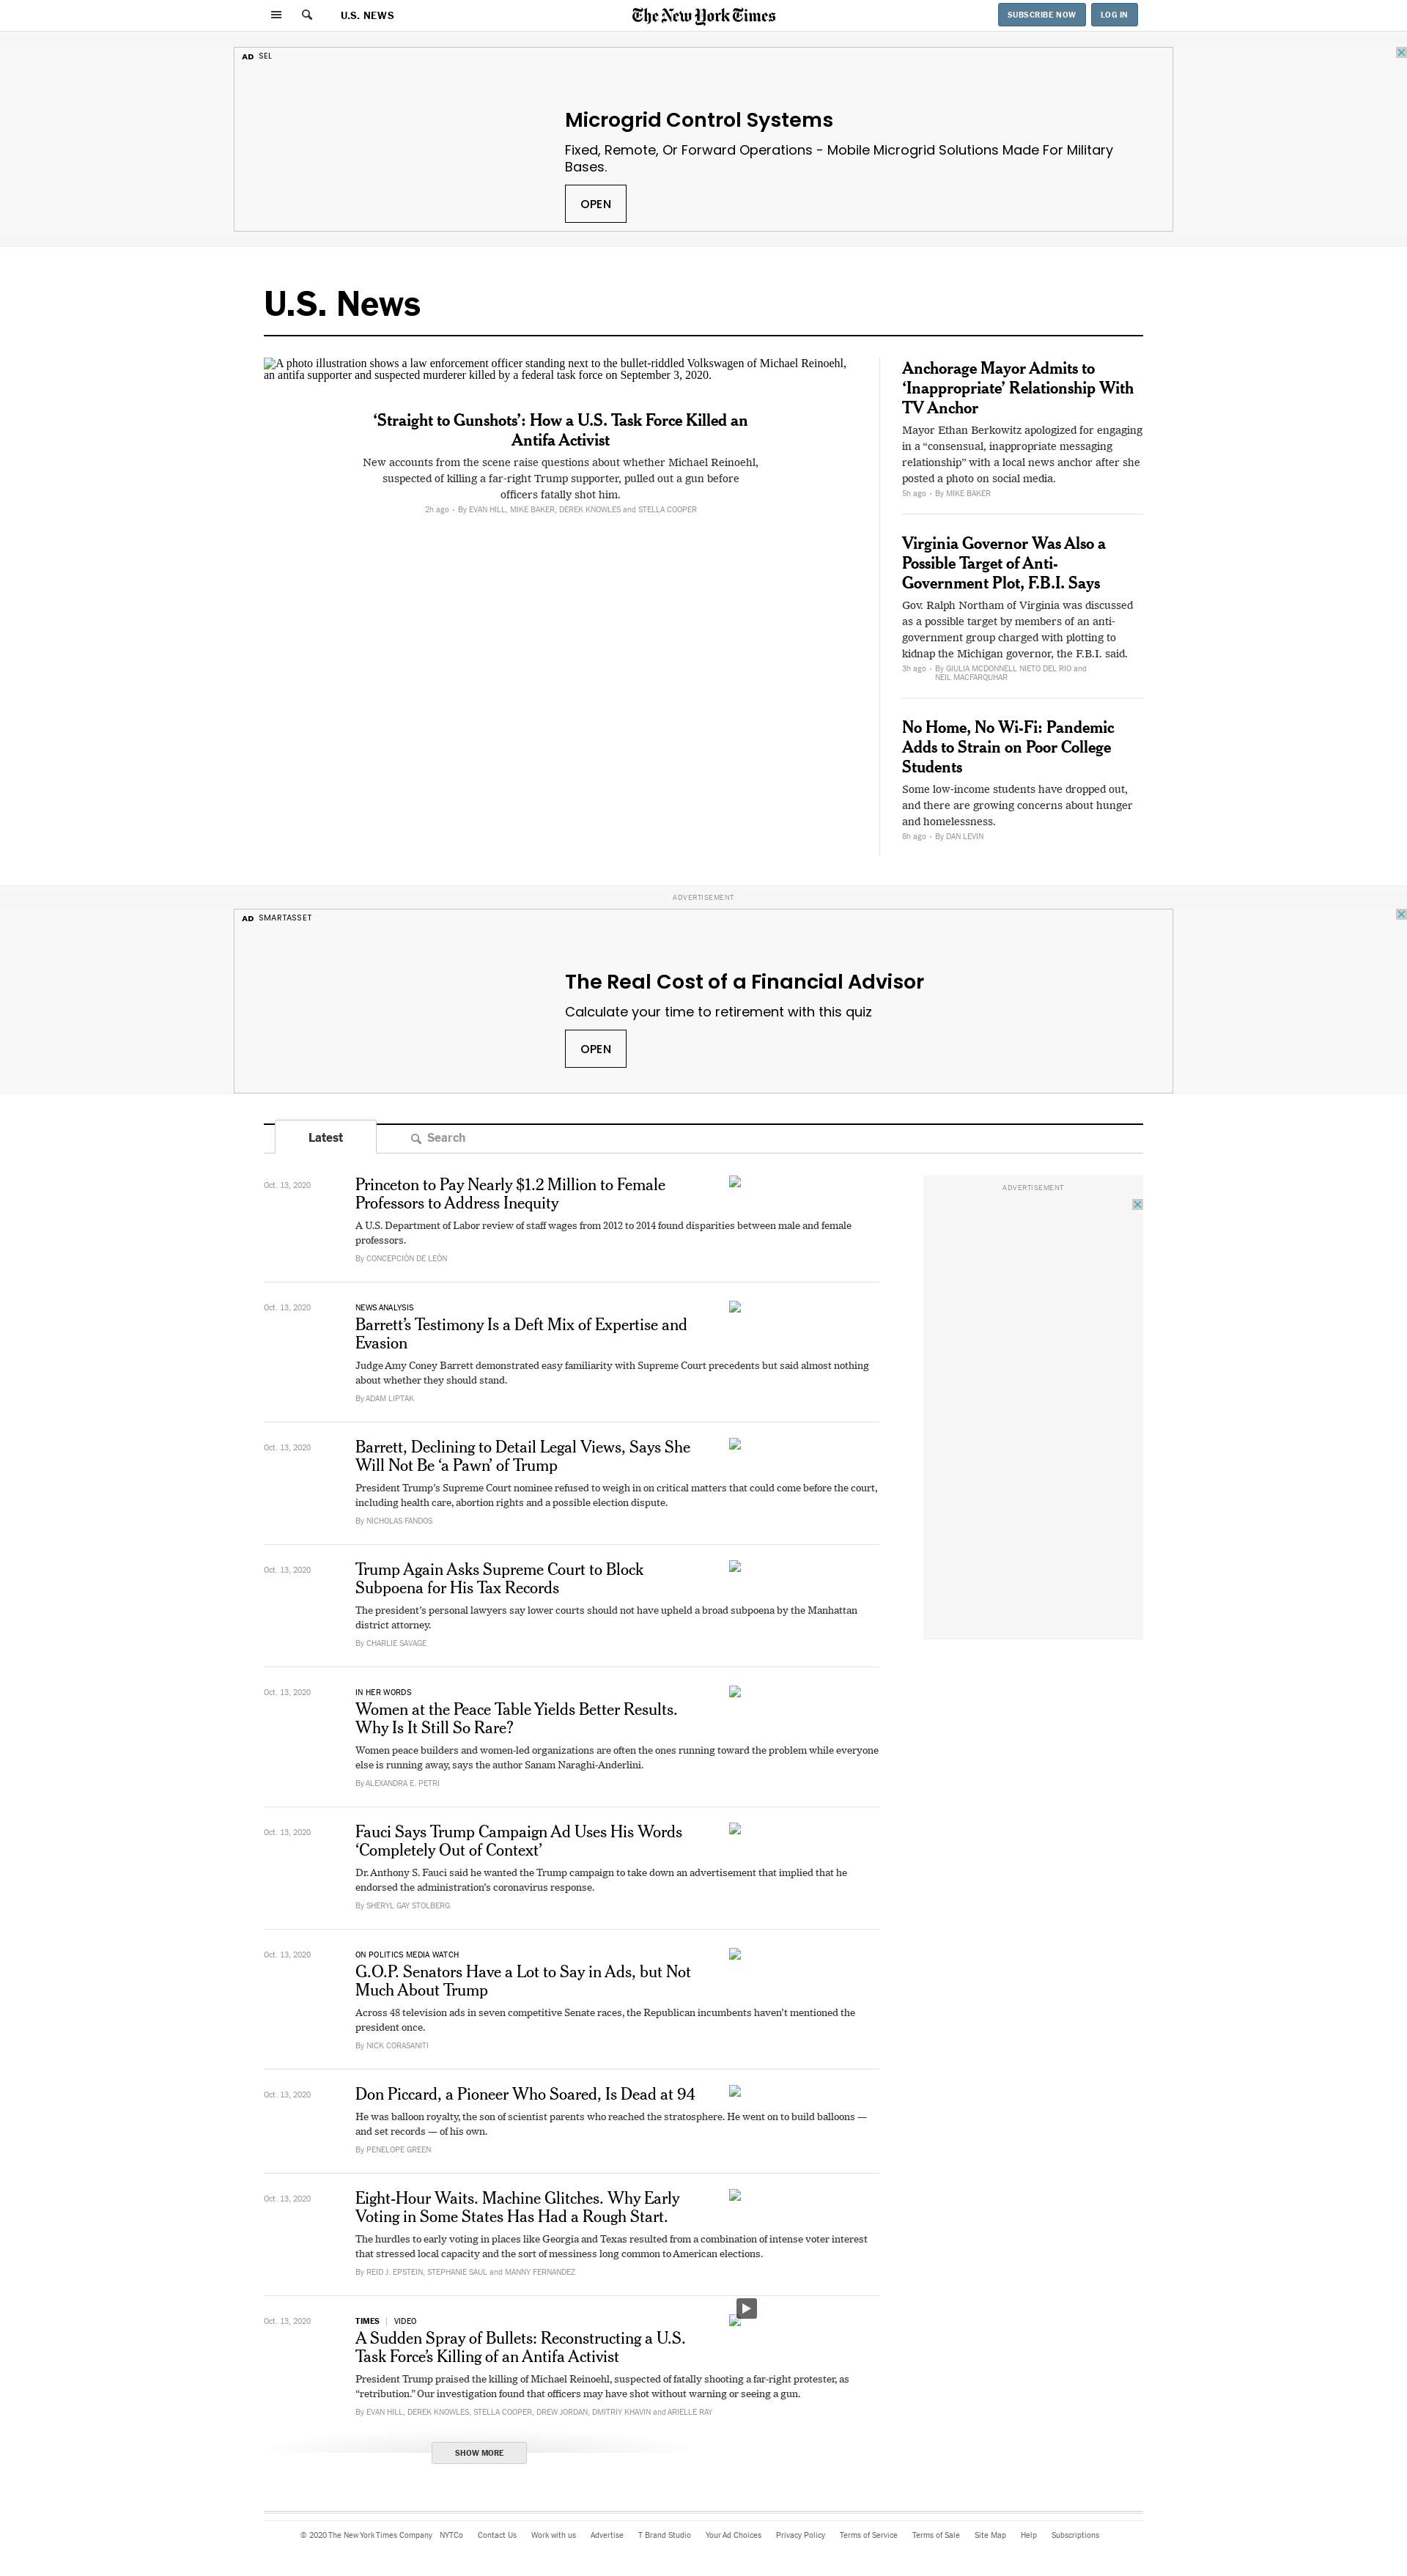 U.S. NEWS
The New York Times
SUBSCRIBE NOW
LOG IN
AD SEL
Microgrid Control Systems
Fixed, Remote, Or Forward Operations - Mobile Microgrid Solutions Made For Military
Bases.
OPEN
U.S. News
A photo illustration shows a law enforcement officer standing next to the bullet-riddled Volkswagen of Michael Reinoehl,
an antifa supporter and suspected murderer killed by a federal task force on September 3, 2020.
‘Straight to Gunshots’: How a U.S. Task Force Killed an
Antifa Activist
New accounts from the scene raise questions about whether Michael Reinoehl,
suspected of killing a far-right Trump supporter, pulled out a gun before
officers fatally shot him.
2h ago • By EVAN HILL, MIKE BAKER, DEREK KNOWLES and STELLA COOPER
Anchorage Mayor Admits to
‘Inappropriate’ Relationship With
TV Anchor
Mayor Ethan Berkowitz apologized for engaging
in a “consensual, inappropriate messaging
relationship” with a local news anchor after she
posted a photo on social media.
5h ago • By MIKE BAKER
Virginia Governor Was Also a
Possible Target of Anti-
Government Plot, F.B.I. Says
Gov. Ralph Northam of Virginia was discussed
as a possible target by members of an anti-
government group charged with plotting to
kidnap the Michigan governor, the F.B.I. said.
3h ago • By GIULIA MCDONNELL NIETO DEL RIO and
NEIL MACFARQUHAR
No Home, No Wi-Fi: Pandemic
Adds to Strain on Poor College
Students
Some low-income students have dropped out,
and there are growing concerns about hunger
and homelessness.
8h ago • By DAN LEVIN
ADVERTISEMENT
AD SMARTASSET
The Real Cost of a Financial Advisor
Calculate your time to retirement with this quiz
OPEN
Latest
Search
ADVERTISEMENT
Oct. 13, 2020
Princeton to Pay Nearly $1.2 Million to Female
Professors to Address Inequity
A U.S. Department of Labor review of staff wages from 2012 to 2014 found disparities between male and female
professors.
By CONCEPCIÓN DE LEÓN
Oct. 13, 2020
NEWS ANALYSIS
Barrett’s Testimony Is a Deft Mix of Expertise and
Evasion
Judge Amy Coney Barrett demonstrated easy familiarity with Supreme Court precedents but said almost nothing
about whether they should stand.
By ADAM LIPTAK
Oct. 13, 2020
Barrett, Declining to Detail Legal Views, Says She
Will Not Be ‘a Pawn’ of Trump
President Trump’s Supreme Court nominee refused to weigh in on critical matters that could come before the court,
including health care, abortion rights and a possible election dispute.
By NICHOLAS FANDOS
Oct. 13, 2020
Trump Again Asks Supreme Court to Block
Subpoena for His Tax Records
The president’s personal lawyers say lower courts should not have upheld a broad subpoena by the Manhattan
district attorney.
By CHARLIE SAVAGE
Oct. 13, 2020
IN HER WORDS
Women at the Peace Table Yields Better Results.
Why Is It Still So Rare?
Women peace builders and women-led organizations are often the ones running toward the problem while everyone
else is running away, says the author Sanam Naraghi-Anderlini.
By ALEXANDRA E. PETRI
Oct. 13, 2020
Fauci Says Trump Campaign Ad Uses His Words
‘Completely Out of Context’
Dr. Anthony S. Fauci said he wanted the Trump campaign to take down an advertisement that implied that he
endorsed the administration’s coronavirus response.
By SHERYL GAY STOLBERG
Oct. 13, 2020
ON POLITICS MEDIA WATCH
G.O.P. Senators Have a Lot to Say in Ads, but Not
Much About Trump
Across 48 television ads in seven competitive Senate races, the Republican incumbents haven’t mentioned the
president once.
By NICK CORASANITI
Oct. 13, 2020
Don Piccard, a Pioneer Who Soared, Is Dead at 94
He was balloon royalty, the son of scientist parents who reached the stratosphere. He went on to build balloons —
and set records — of his own.
By PENELOPE GREEN
Oct. 13, 2020
Eight-Hour Waits. Machine Glitches. Why Early
Voting in Some States Has Had a Rough Start.
The hurdles to early voting in places like Georgia and Texas resulted from a combination of intense voter interest
that stressed local capacity and the sort of messiness long common to American elections.
By REID J. EPSTEIN, STEPHANIE SAUL and MANNY FERNANDEZ
Oct. 13, 2020
TIMES | VIDEO
A Sudden Spray of Bullets: Reconstructing a U.S.
Task Force’s Killing of an Antifa Activist
President Trump praised the killing of Michael Reinoehl, suspected of fatally shooting a far-right protester, as
“retribution.” Our investigation found that officers may have shot without warning or seeing a gun.
By EVAN HILL, DEREK KNOWLES, STELLA COOPER, DREW JORDAN, DMITRIY KHAVIN and ARIELLE RAY
SHOW MORE
© 2020 The New York Times Company NYTCo Contact Us Work with us Advertise T Brand Studio Your Ad Choices Privacy Policy Terms of Service Terms of Sale Site Map Help Subscriptions